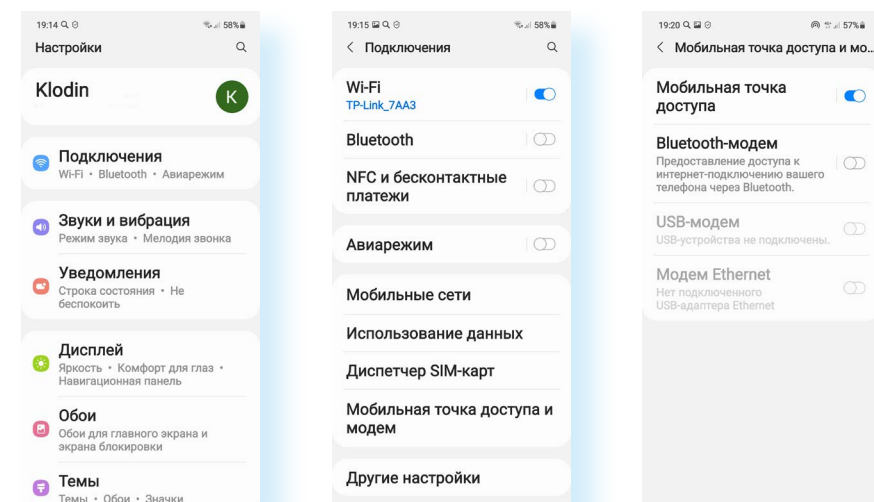 19:14
58%
Настройки
Klodin
K
Подключения
Wi-Fi • Bluetooth • Авиарежим
Звуки и вибрация
Режим звука • Мелодия звонка
Уведомления
Строка состояния • Не
беспокоить
Дисплей
Яркость • Комфорт для глаз •
Навигационная панель
Обои
Обои для главного экрана и
экрана блокировки
Темы
Темы • Обои • Значки
19:15
58%
Подключения
Wi-Fi
TP-Link_7AA3
Bluetooth
NFC и бесконтактные
платежи
Авиарежим
Мобильные сети
Использование данных
Диспетчер SIM-карт
Мобильная точка доступа и
модем
Другие настройки
19:20
57%
Мобильная точка доступа и мо...
Мобильная точка
доступа
Bluetooth-модем
Предоставление доступа к
интернет-подключению вашего
телефона через Bluetooth.
USB-модем
USB-устройства не подключены.
Модем Ethernet
Нет подключенного
USB-адаптера Ethernet